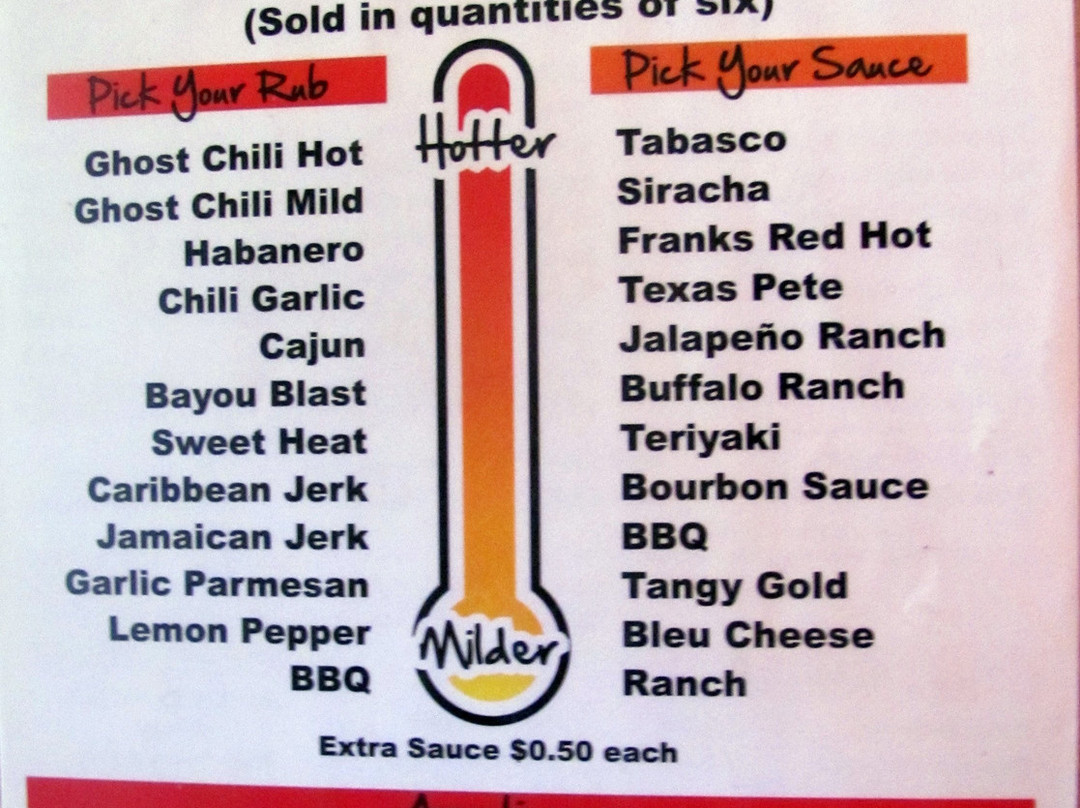 (Sold in quantities of six)
Pick Your Rub
Ghost Chili Hot
Ghost Chili Mild
Habanero
Chili Garlic
Cajun
Bayou Blast
Sweet Heat
Caribbean Jerk
Jamaican Jerk
Garlic Parmesan
Lemon Pepper
BBQ
Hotter
Milder
Pick Your Sauce
Tabasco
Siracha
Franks Red Hot
Texas Pete
Jalapeño Ranch
Buffalo Ranch
Teriyaki
Bourbon Sauce
BBQ
Tangy Gold
Bleu Cheese
Ranch
Extra Sauce $0.50 each